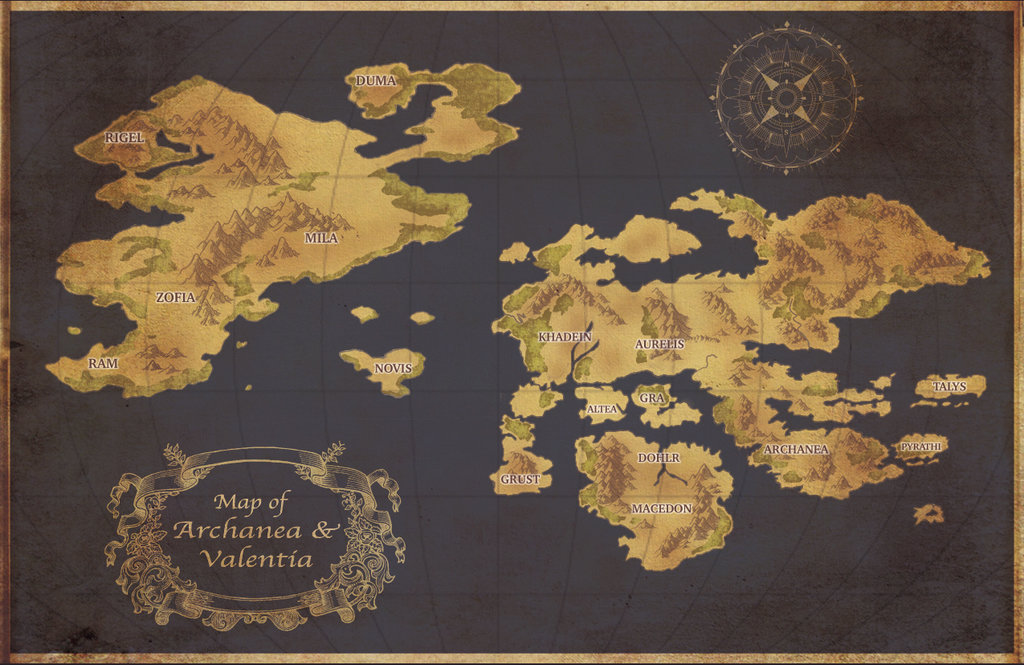 DUMA
RIGEL
MILA
ZOFIA
KHADEIN
AURELIS
RAM
NOVIS
TALYS
GRA
ALTEA
PYRATHI
ARCHANEA
DOHLR
GRUST
MACEDON
Map of
Archanea &
Valentia
N
S